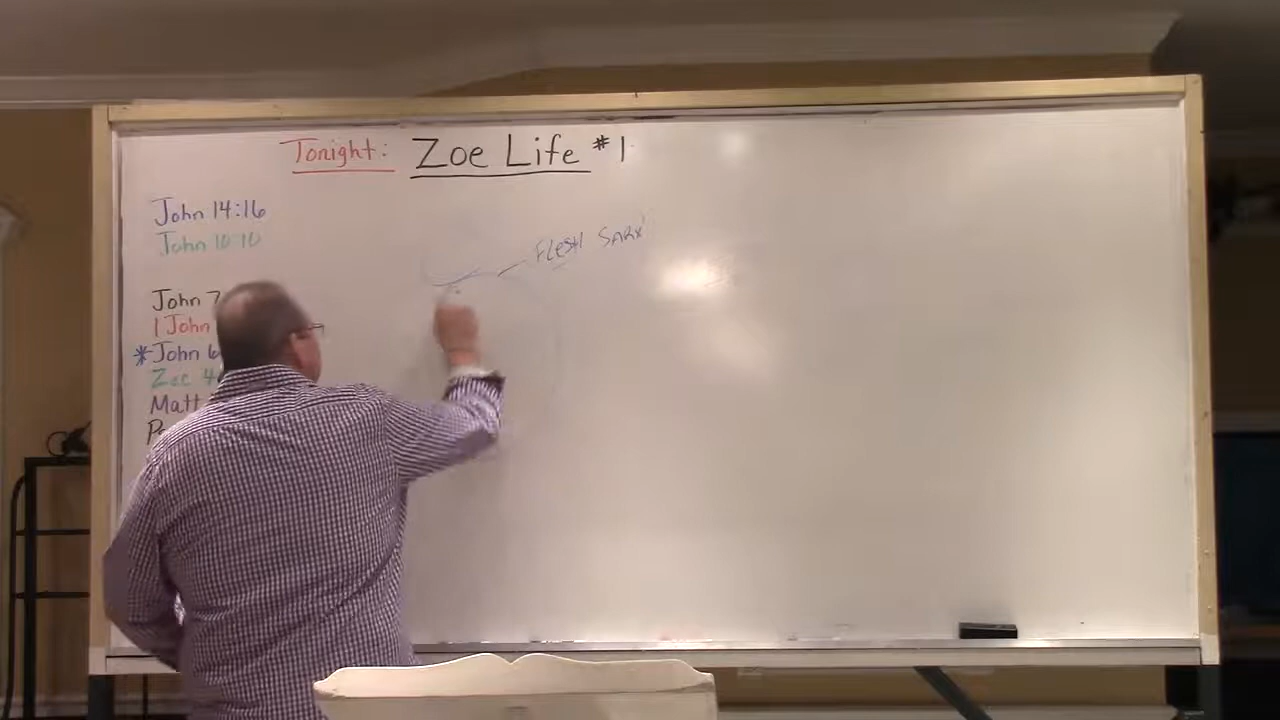 Tonight: Zoe Life #1
John 14:16
John 10:10
Flesh Sarx
John 7
1 John
*John 6
Zec 4
Matt